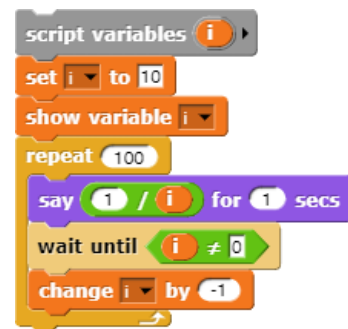 script variables i
set i to 10
show variable i
repeat 100
say 1 / i for 1 secs
wait until i ≠ 0
change i by -1